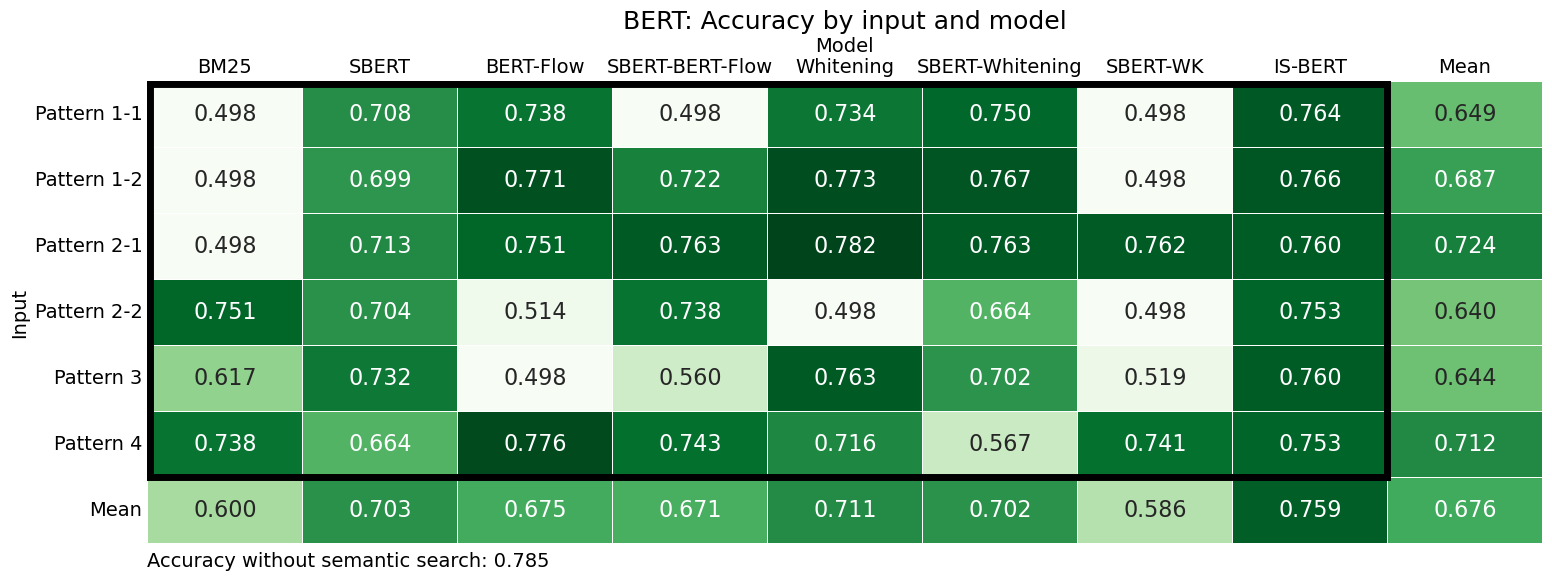 BERT: Accuracy by input and model
Model
BM25 SBERT BERT-Flow SBERT-BERT-Flow Whitening SBERT-Whitening SBERT-WK IS-BERT Mean
Pattern 1-1 0.498 0.708 0.738 0.498 0.734 0.750 0.498 0.764 0.649
Pattern 1-2 0.498 0.699 0.771 0.722 0.773 0.767 0.498 0.766 0.687
Pattern 2-1 0.498 0.713 0.751 0.763 0.782 0.763 0.762 0.760 0.724
Input
Pattern 2-2 0.751 0.704 0.514 0.738 0.498 0.664 0.498 0.753 0.640
Pattern 3 0.617 0.732 0.498 0.560 0.763 0.702 0.519 0.760 0.644
Pattern 4 0.738 0.664 0.776 0.743 0.716 0.567 0.741 0.753 0.712
Mean 0.600 0.703 0.675 0.671 0.711 0.702 0.586 0.759 0.676
Accuracy without semantic search: 0.785